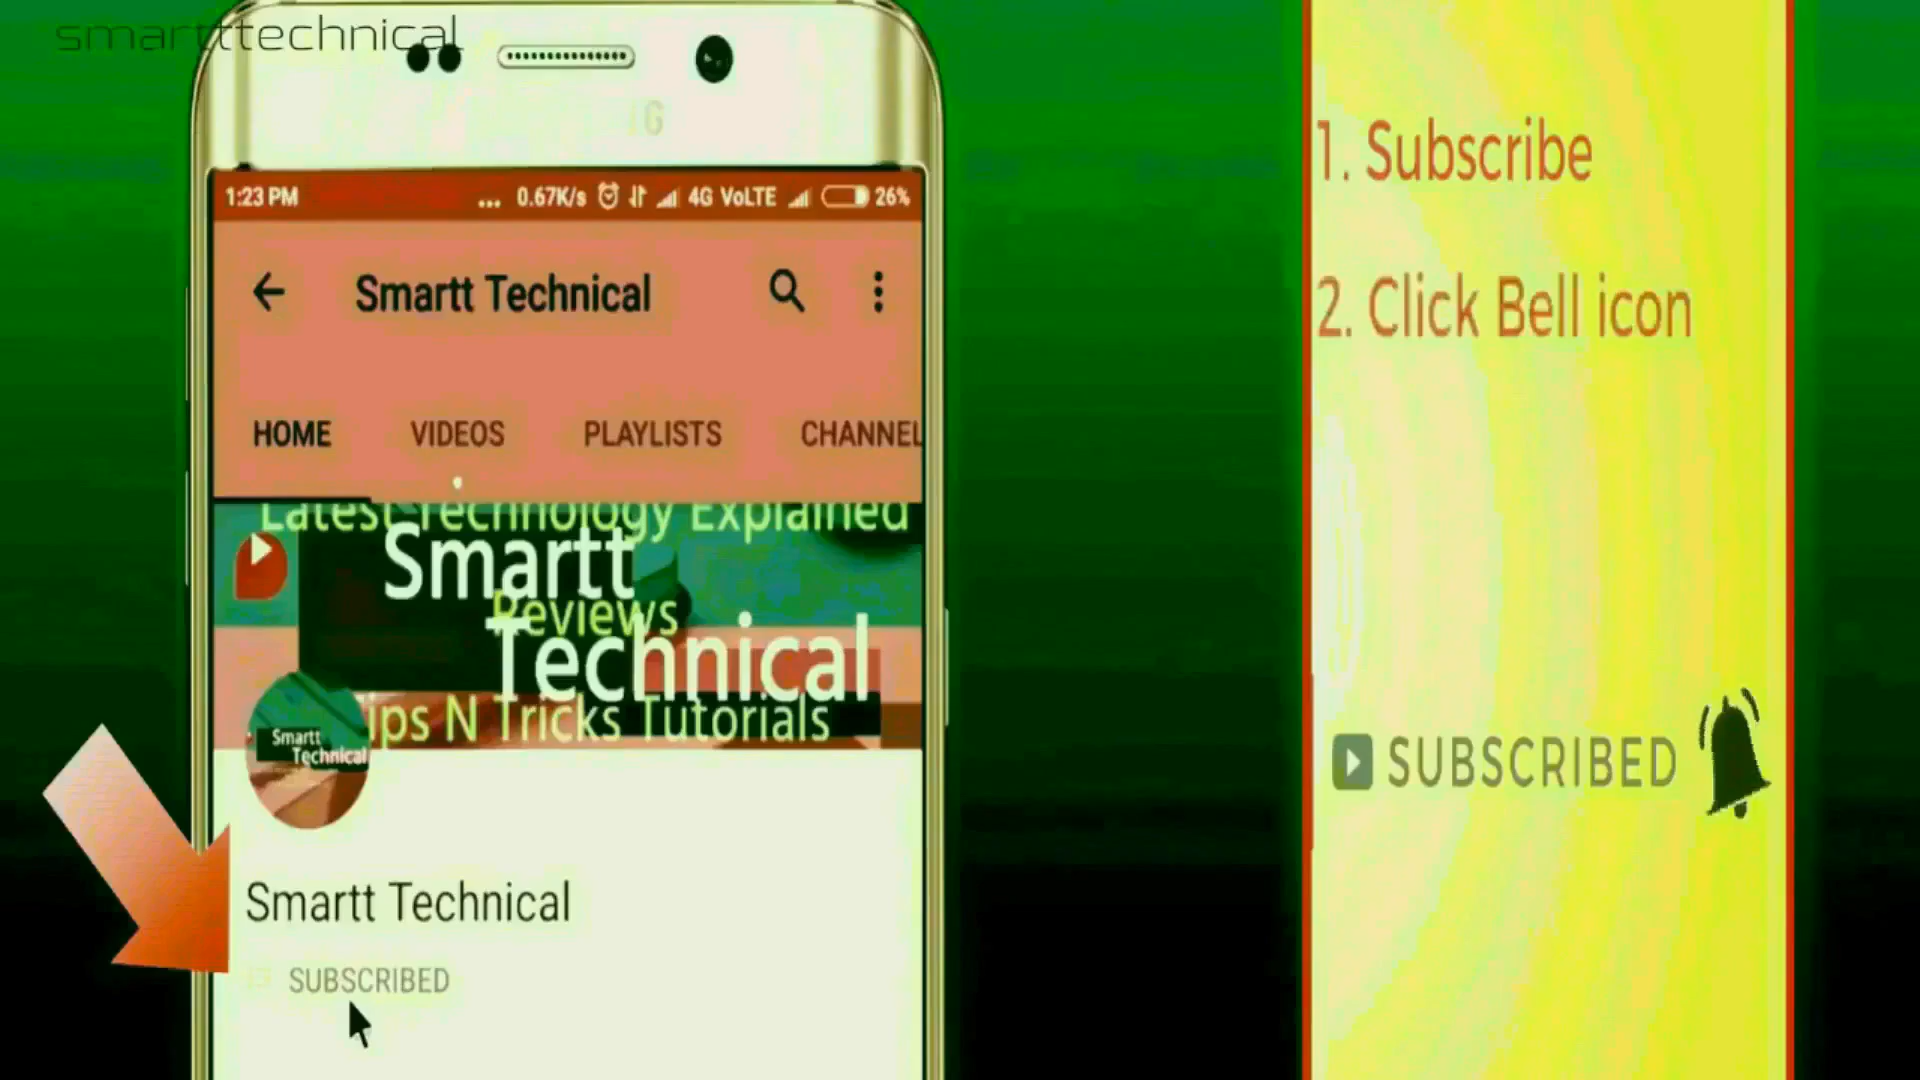 smarttechnical
1:23 PM ... 0.67K/s 4G VoLTE 26%
Smartt Technical
HOME VIDEOS PLAYLISTS CHANNEL
Latest Technology Explained
Smartt
Reviews
Technical
ips N Tricks Tutorials
Smartt
Technical
Smartt Technical
SUBSCRIBED
1. Subscribe
2. Click Bell icon
SUBSCRIBED